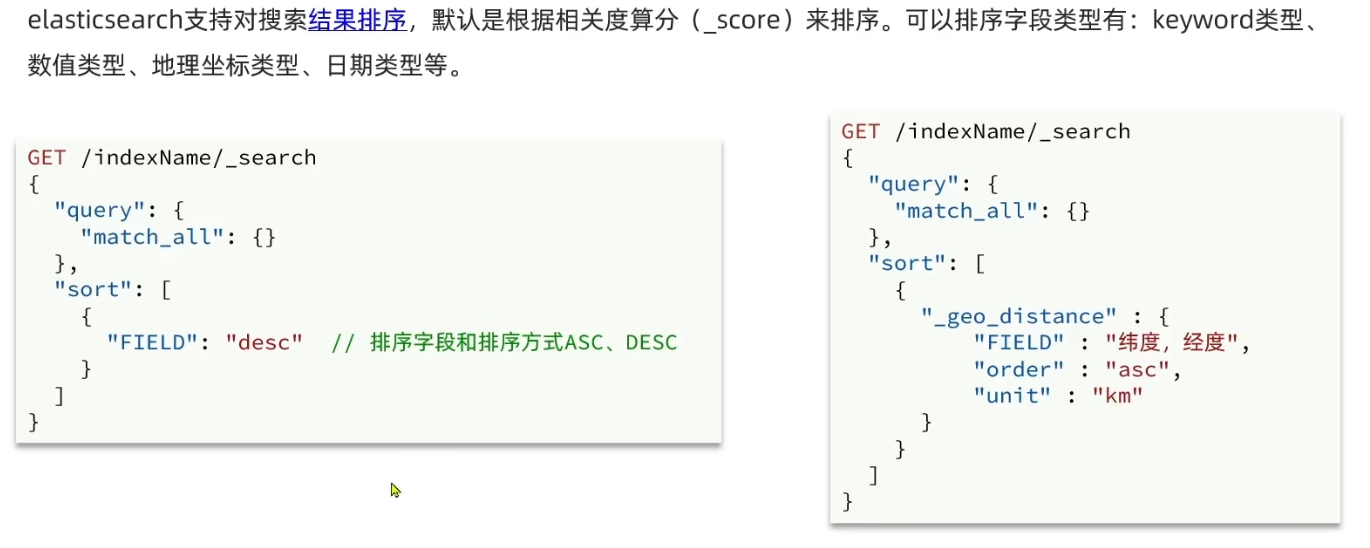 elasticsearch支持对搜索结果排序，默认是根据相关度算分（_score）来排序。可以排序字段类型有：keyword类型、
数值类型、地理坐标类型、日期类型等。
GET /indexName/_search
{
  "query": {
    "match_all": {}
  },
  "sort": [
    {
      "FIELD": "desc"  // 排序字段和排序方式ASC、DESC
    }
  ]
}
GET /indexName/_search
{
  "query": {
    "match_all": {}
  },
  "sort": [
    {
      "_geo_distance" : {
          "FIELD" : "纬度，经度",
          "order" : "asc",
          "unit" : "km"
      }
    }
  ]
}